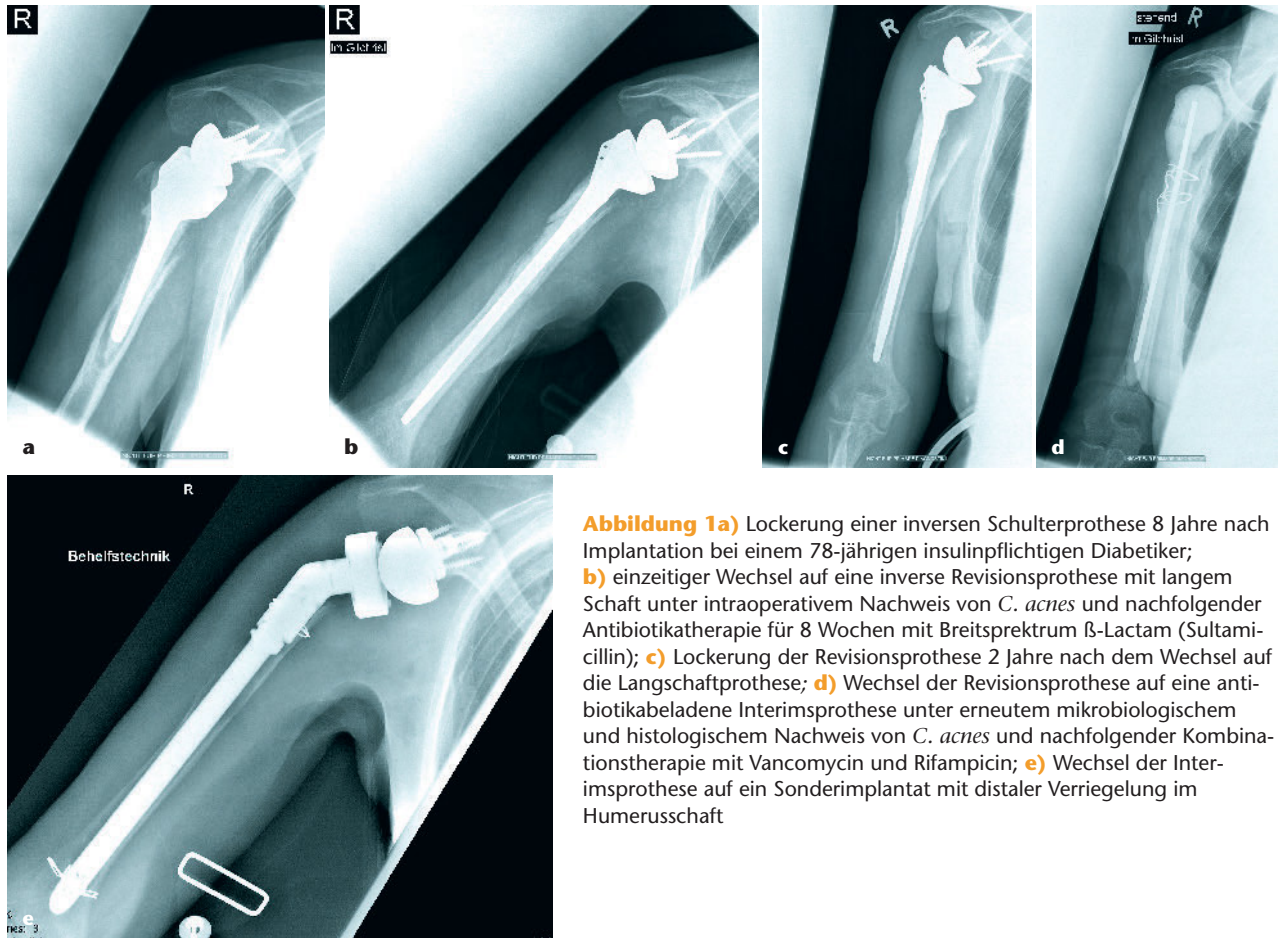 R
a
R
Im Gilchrist
b
R
c
stehend R
Im Gilchrist
d
R
Behelfstechnik
e
Abbildung 1a) Lockerung einer inversen Schulterprothese 8 Jahre nach
Implantation bei einem 78-jährigen insulinpflichtigen Diabetiker;
b) einzeitiger Wechsel auf eine inverse Revisionsprothese mit langem
Schaft unter intraoperativem Nachweis von C. acnes und nachfolgender
Antibiotikatherapie für 8 Wochen mit Breitsprektrum ß-Lactam (Sultami-
cillin); c) Lockerung der Revisionsprothese 2 Jahre nach dem Wechsel auf
die Langschaftprothese; d) Wechsel der Revisionsprothese auf eine anti-
biotikabeladene Interimsprothese unter erneutem mikrobiologischem
und histologischem Nachweis von C. acnes und nachfolgender Kombina-
tionstherapie mit Vancomycin und Rifampicin; e) Wechsel der Inter-
imsprothese auf ein Sonderimplantat mit distaler Verriegelung im
Humerusschaft